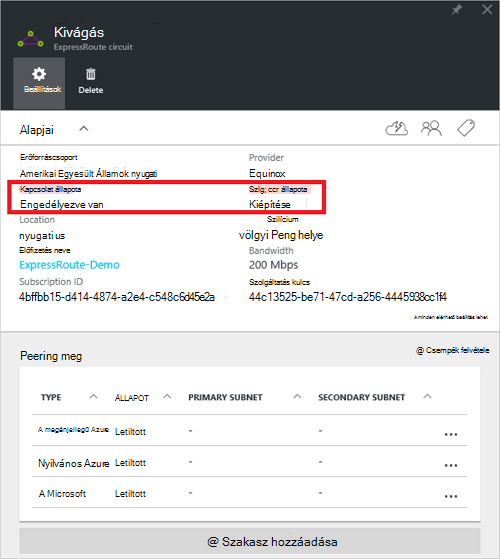 Kivágás
ExpressRoute circuit
Beállítások
Delete
Alapjai
Erőforráscsoport
Provider
Amerikai Egyesült Államok nyugati
Equinox
Kapcsolat állapota
Szlg; ccr állapota
Engedélyezve van
Kiépítése
Location
Szilícium
nyugati us
völgyi Peng helye
Előfizetés neve
Bandwidth
ExpressRoute-Demo
200 Mbps
Subscription ID
Szolgáltatás kulcs
4bffbb15-d414-4874-a2e4-c548c6d45e2a
44c13525-be71-47cd-a256-4445938cc1f4
A minden elérhető beállítás lehet
Peering meg
@ Csempék felvétele
TYPE
ÁLLAPOT
PRIMARY SUBNET
SECONDARY SUBNET
A magánjellegű Azure
Letiltott
-
-
...
Nyilvános Azure
Letiltott
-
-
...
A Microsoft
Letiltott
-
-
...
@ Szakasz hozzáadása